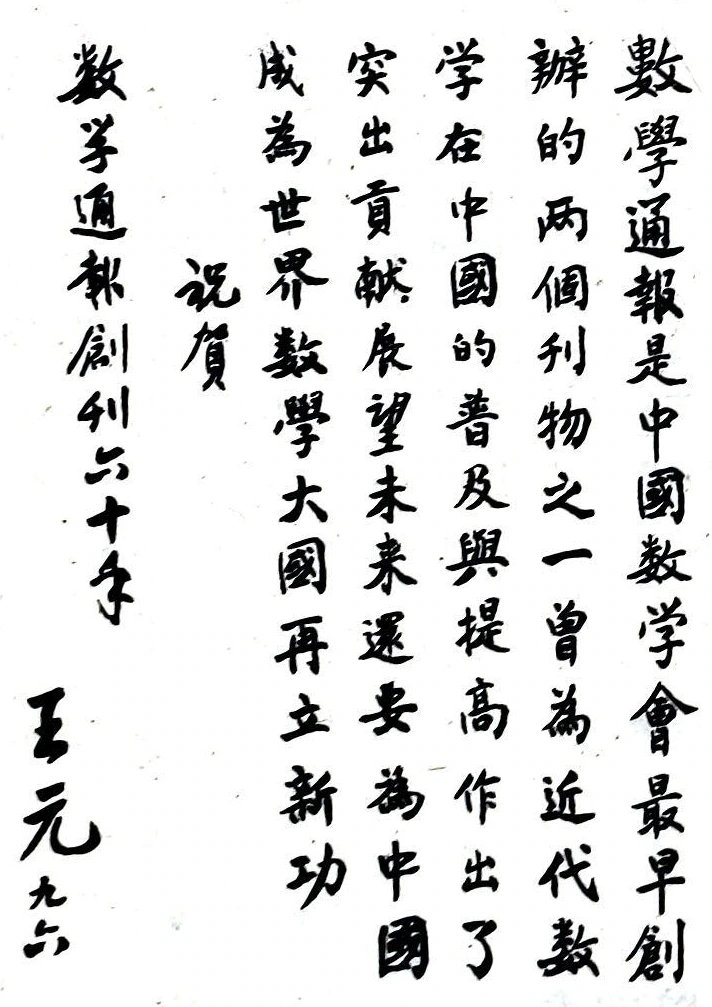 數學通報是中國数学會最早創
辦的两個刊物之一曾為近代数
学在中國的普及與提高作出了
突出貢献展望未来還要為中國
成為世界数學大國再立新功
祝賀
数学通報創刊六十年
王元
九六